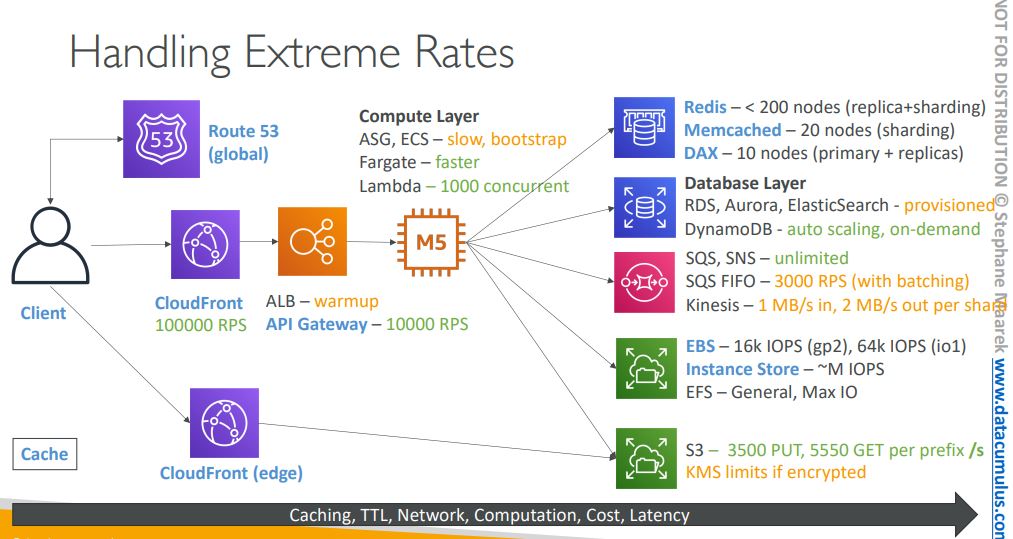 Handling Extreme Rates
53
Route 53
(global)
Client
CloudFront
100000 RPS
ALB – warmup
API Gateway – 10000 RPS
Compute Layer
ASG, ECS – slow, bootstrap
Fargate – faster
Lambda – 1000 concurrent
M5
Redis – < 200 nodes (replica+sharding)
Memcached – 20 nodes (sharding)
DAX – 10 nodes (primary + replicas)
Database Layer
RDS, Aurora, ElasticSearch - provisioned
DynamoDB - auto scaling, on-demand
SQS, SNS – unlimited
SQS FIFO – 3000 RPS (with batching)
Kinesis – 1 MB/s in, 2 MB/s out per shard
EBS – 16k IOPS (gp2), 64k IOPS (io1)
Instance Store – ~M IOPS
EFS – General, Max IO
S3 – 3500 PUT, 5550 GET per prefix /s
KMS limits if encrypted
CloudFront (edge)
Cache
Caching, TTL, Network, Computation, Cost, Latency
NOT FOR DISTRIBUTION © Stephane Maarek www.datacumulus.com